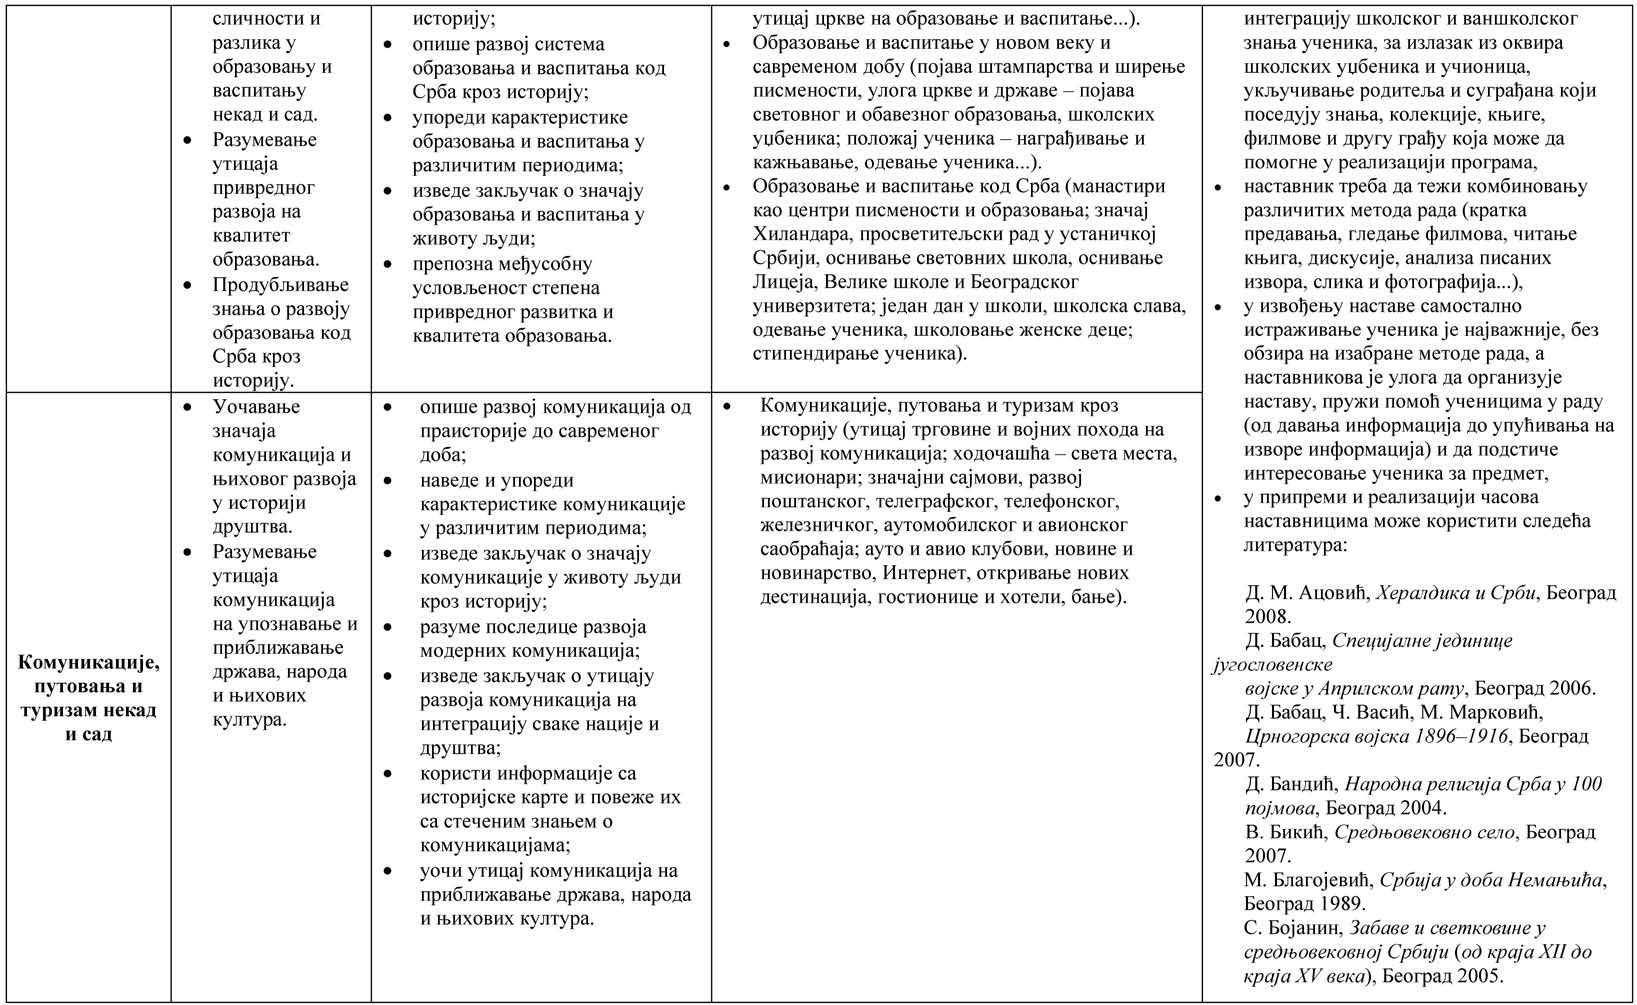 сличности и
разлика у
образовању и
васпитању
некад и сад.
• Разумевање
утицаја
привредног
развоја на
квалитет
образовања.
• Продубљивање
знања о развоју
образовања код
Срба кроз
историју.
историју;
• опише развој система
образовања и васпитања код
Срба кроз историју;
• упореди карактеристике
образовања и васпитања у
различитим периодима;
• изведе закључак о значају
образовања и васпитања у
животу људи;
• препозна међусобну
условљеност степена
привредног развитка и
квалитета образовања.
утицај цркве на образовање и васпитање...).
• Образовање и васпитање у новом веку и
савременом добу (појава штампарства и ширење
писмености, улога цркве и државе – појава
световног и обавезног образовања, школских
уџбеника; положај ученика – награђивање и
кажњавање, одевање ученика...).
• Образовање и васпитање код Срба (манастири
као центри писмености и образовања; значај
Хиландара, просветитељски рад у устаничкој
Србији, оснивање световних школа, оснивање
Лицеја, Велике школе и Београдског
универзитета; један дан у школи, школска слава,
одевање ученика, школовање женске деце;
стипендирање ученика).
Комуникације,
путовања и
туризам некад
и сад
• Уочавање
значаја
комуникација и
њиховог развоја
у историји
друштва.
• Разумевање
утицаја
комуникација
на упознавање и
приближавање
држава, народа
и њихових
култура.
• опише развој комуникација од
праисторије до савременог
доба;
• наведе и упореди
карактеристике комуникације
у различитим периодима;
• изведе закључак о значају
комуникације у животу људи
кроз историју;
• разуме последице развоја
модерних комуникација;
• изведе закључак о утицају
развоја комуникација на
интеграцију сваке нације и
друштва;
• користи информације са
историјске карте и повеже их
са стеченим знањем о
комуникацијама;
• уочи утицај комуникација на
приближавање држава, народа
и њихових култура.
• Комуникације, путовања и туризам кроз
историју (утицај трговине и војних похода на
развој комуникација; ходочашћа – света места,
мисионари; значајни сајмови, развој
поштанског, телеграфског, телефонског,
железничког, аутомобилског и авионског
саобраћаја; ауто и авио клубови, новине и
новинарство, Интернет, откривање нових
дестинација, гостионице и хотели, бање).
интеграцију школског и ваншколског
знања ученика, за излазак из оквира
школских уџбеника и учионица,
укључивање родитеља и суграђана који
поседују знања, колекције, књиге,
филмове и другу грађу која може да
помогне у реализацији програма,
• наставник треба да тежи комбиновању
различитих метода рада (кратка
предавања, гледање филмова, читање
књига, дискусије, анализа писаних
извора, слика и фотографија...),
• у извођењу наставе самостално
истраживање ученика је најважније, без
обзира на изабране методе рада, а
наставникова је улога да организује
наставу, пружи помоћ ученицима у раду
(од давања информација до упућивања на
изворе информација) и да подстиче
интересовање ученика за предмет,
• у припреми и реализацији часова
наставницима може користити следећа
литература:
Д. М. Ацовић, Хералдика и Срби, Београд
2008.
Д. Бабац, Специјалне јединице
југословенске
војске у Априлском рату, Београд 2006.
Д. Бабац, Ч. Васић, М. Марковић,
Црногорска војска 1896–1916, Београд
2007.
Д. Бандић, Народна религија Срба у 100
појмова, Београд 2004.
В. Бикић, Средњовековно село, Београд
2007.
М. Благојевић, Србија у доба Немањића,
Београд 1989.
С. Бојанин, Забаве и светковине у
средњовековној Србији (од краја XII до
краја XV века), Београд 2005.